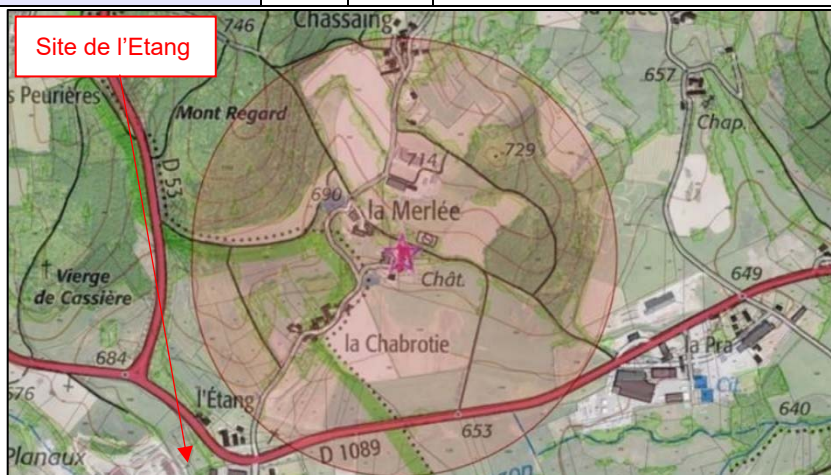 Site de l'Etang
746
Chassaing
s Peurières
Mont Regard
657
Chap.
729
714
D 53
690
la Merlée
Vierge
de Cassière
Chât.
649
la Chabrotie
la Pra
684
676
l'Étang
Cit.
653
640
D 1089
Planaux